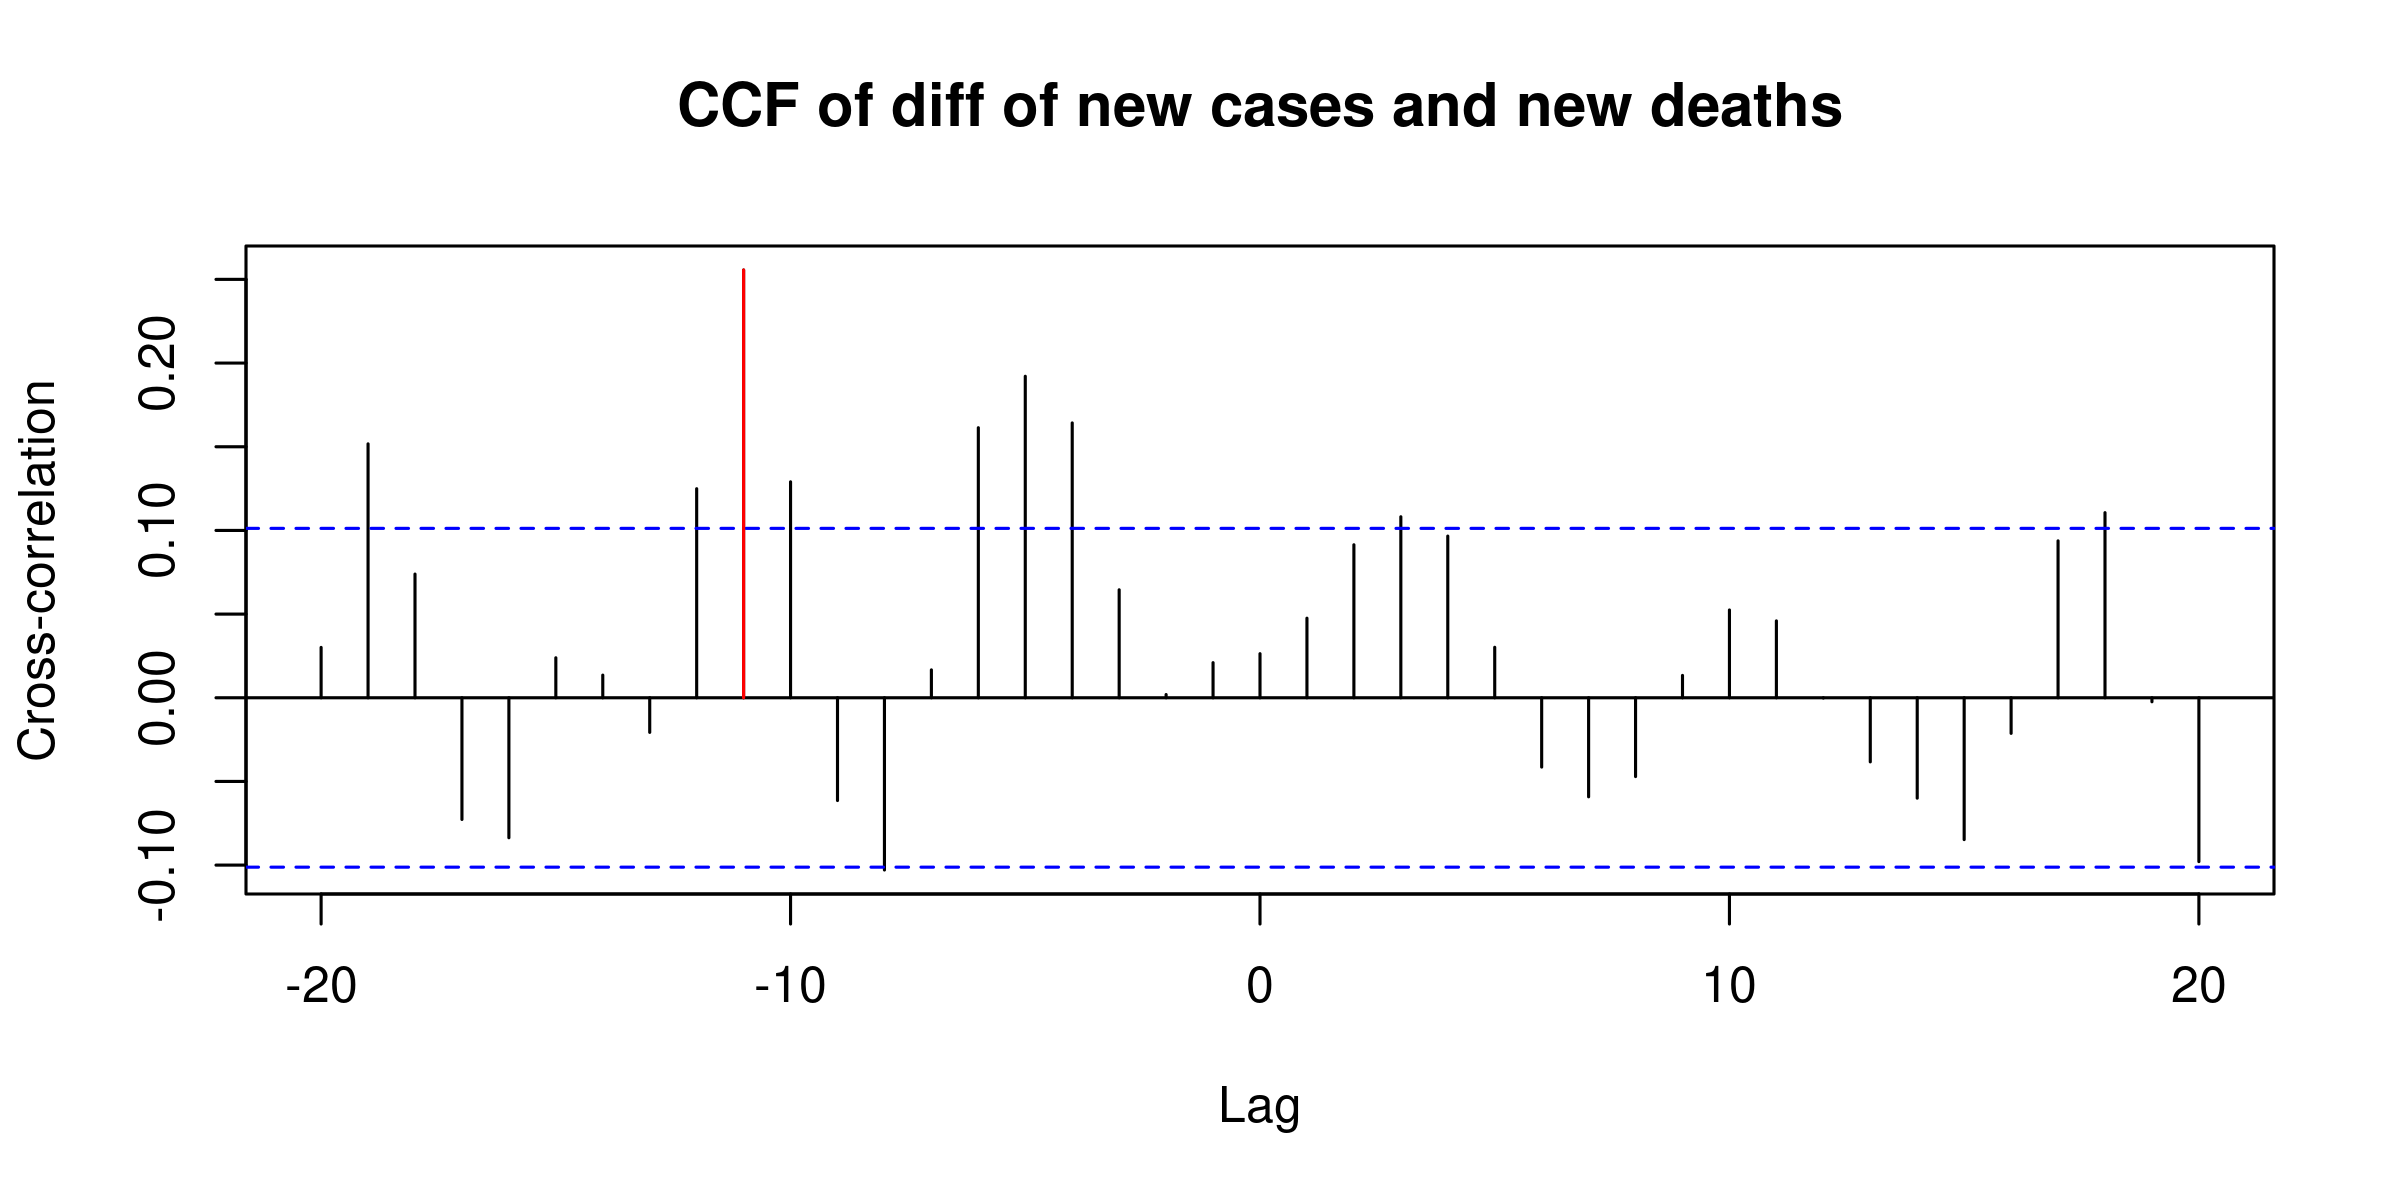 CCF of diff of new cases and new deaths
Cross-correlation
0.20
0.10
0.00
-0.10
-20 -10 0 10 20
Lag